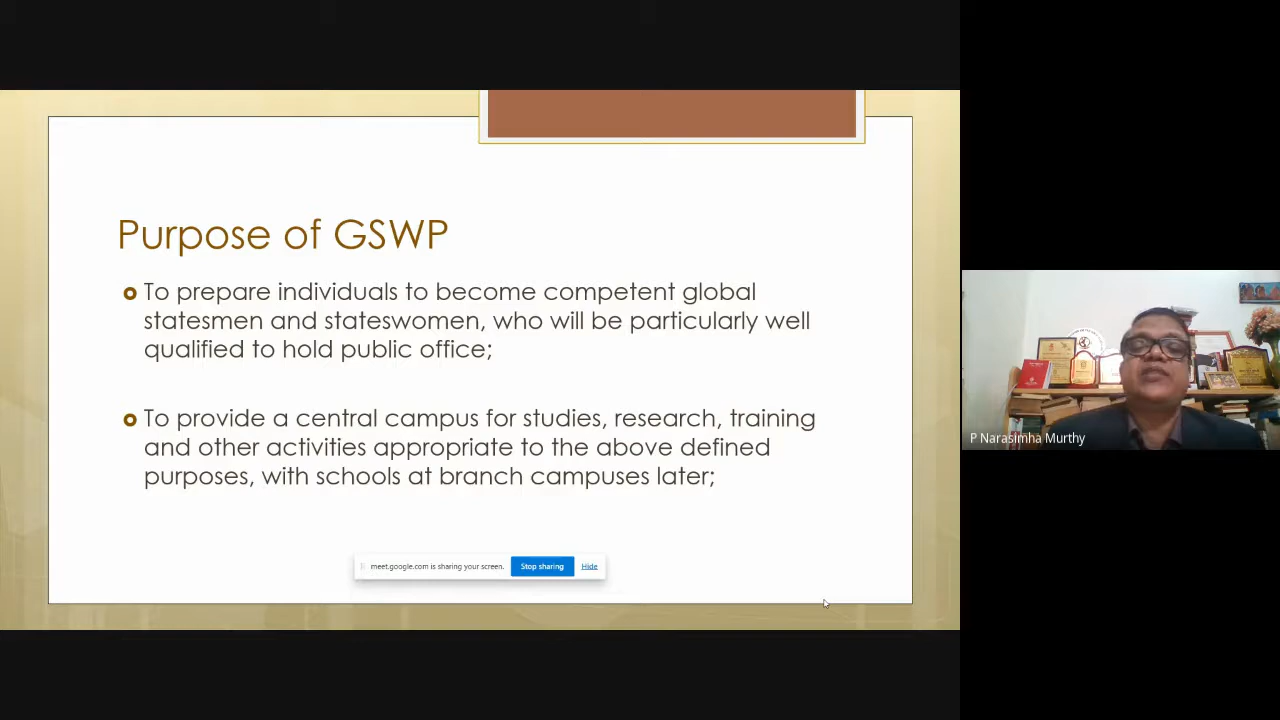 Purpose of GSWP
To prepare individuals to become competent global
statesmen and stateswomen, who will be particularly well
qualified to hold public office;
To provide a central campus for studies, research, training
and other activities appropriate to the above defined
purposes, with schools at branch campuses later;
meet.google.com is sharing your screen. Stop sharing Hide
P Narasimha Murthy